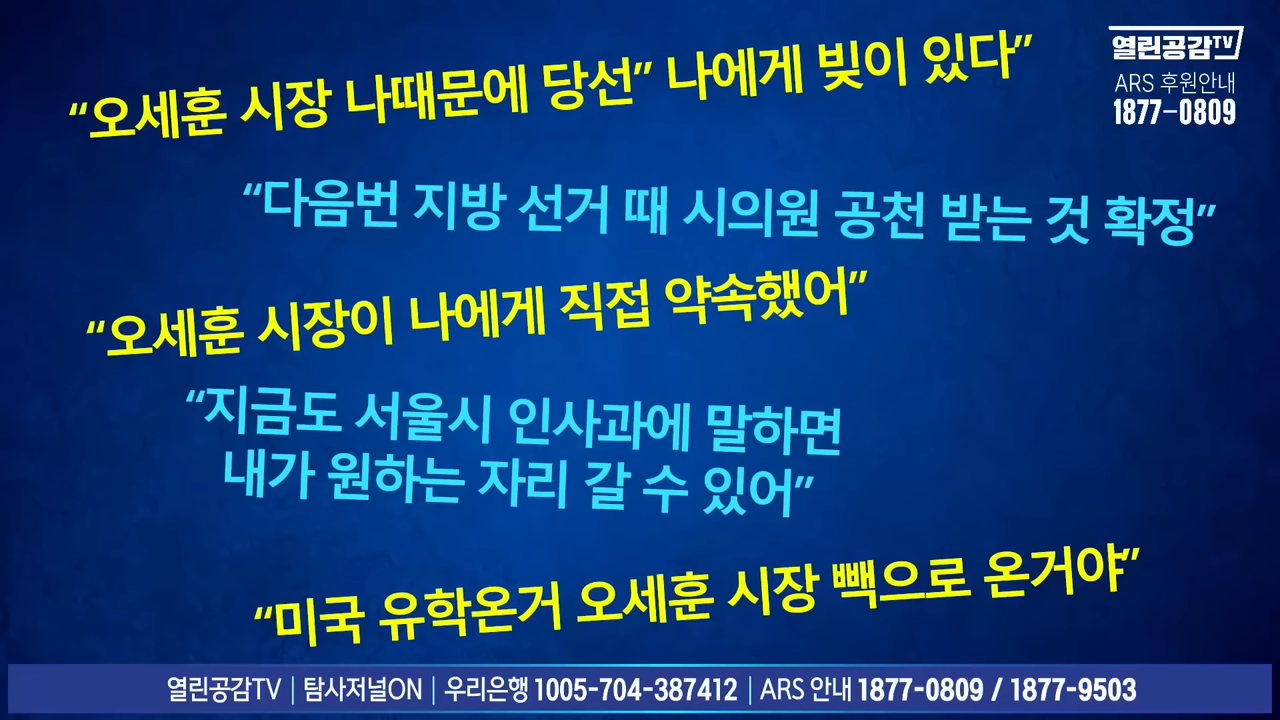 열린공감TV
ARS 후원안내
1877-0809
“오세훈 시장 나때문에 당선” 나에게 빚이 있다”
“다음번 지방 선거 때 시의원 공천 받는 것 확정”
“오세훈 시장이 나에게 직접 약속했어”
“지금도 서울시 인사과에 말하면
내가 원하는 자리 갈 수 있어”
“미국 유학온거 오세훈 시장 빽으로 온거야”
열린공감TV | 탐사저널ON | 우리은행 1005-704-387412 | ARS 안내 1877-0809 / 1877-9503